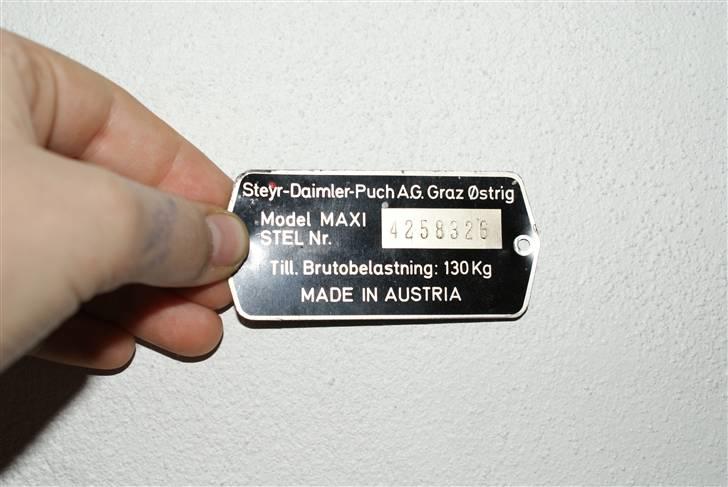 Steyr-Daimler-Puch A.G. Graz Østrig
Model MAXI
STEL Nr. 4258326
Till. Brutobelastning: 130 Kg
MADE IN AUSTRIA